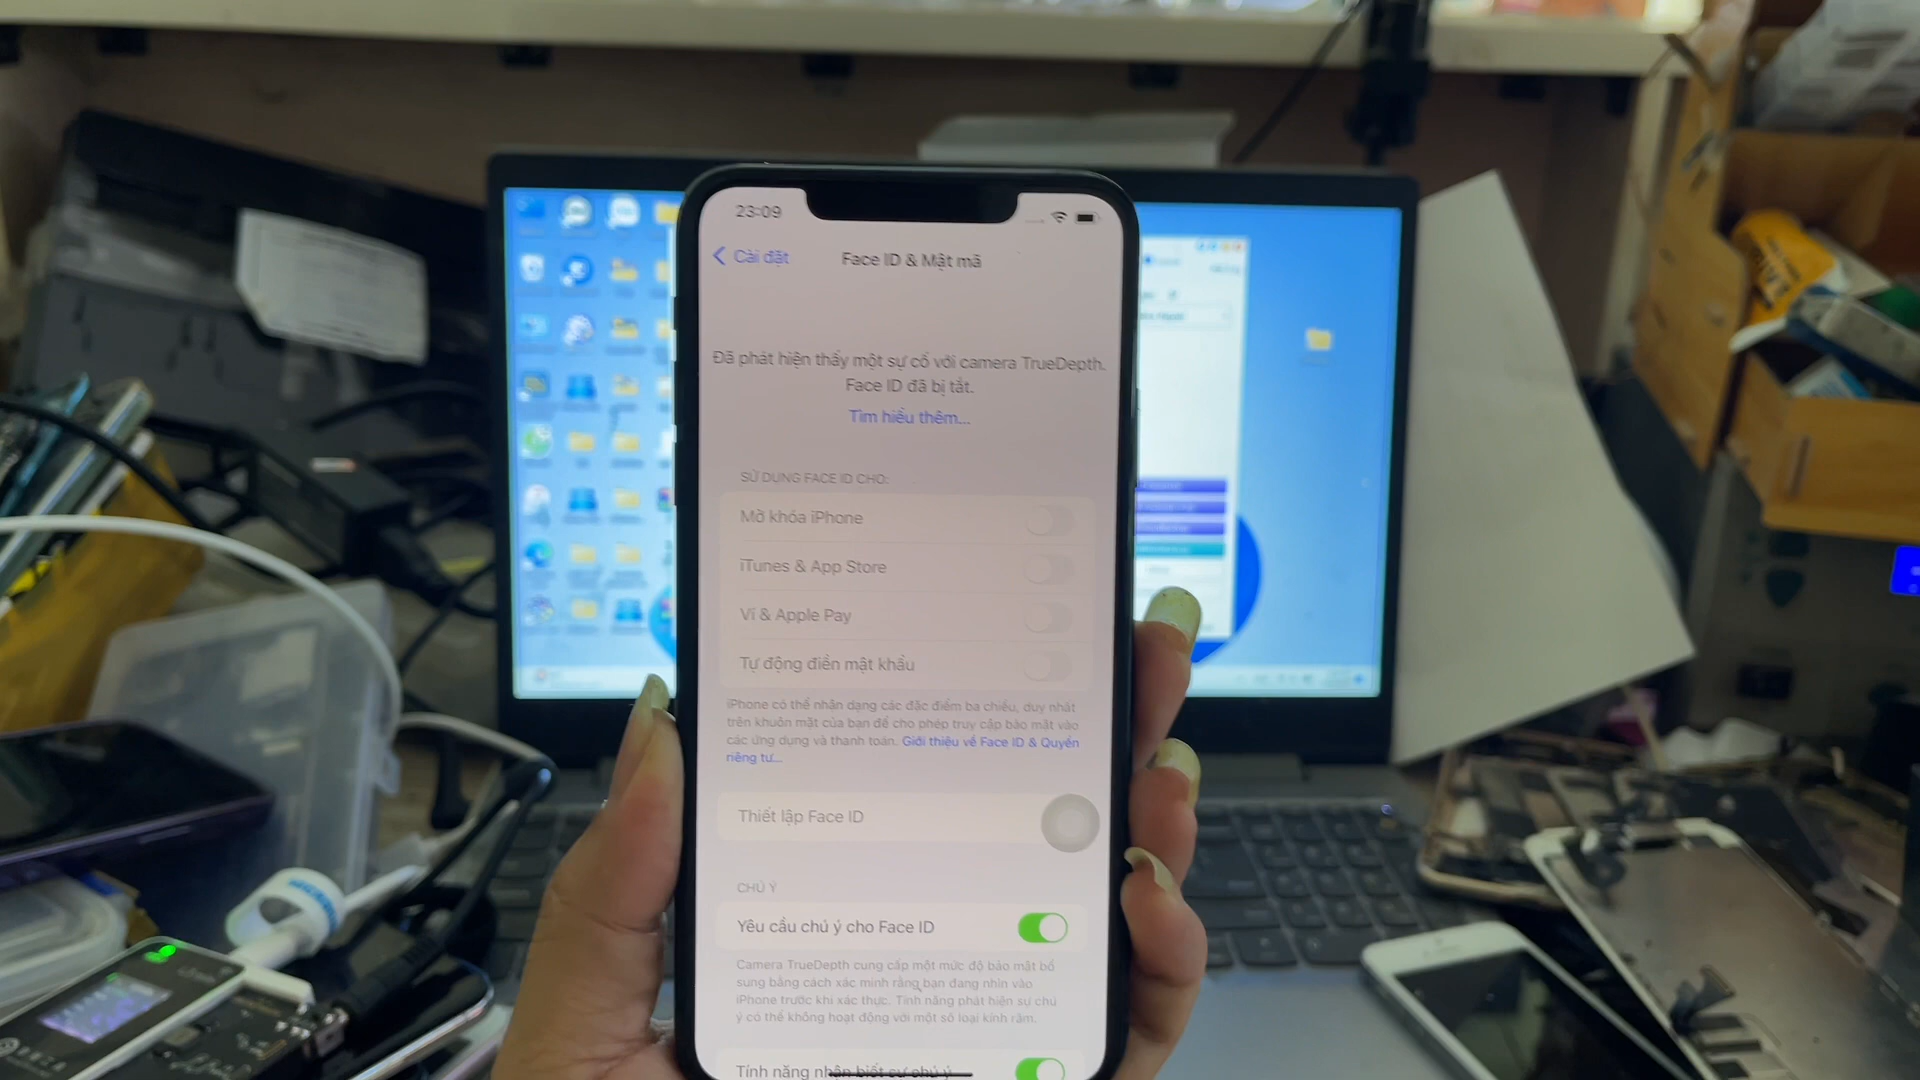 23:09
Cài đặt
Face ID & Mật mã
Đã phát hiện thấy một sự cố với camera TrueDepth.
Face ID đã bị tắt.
Tìm hiểu thêm...
SỬ DỤNG FACE ID CHO:
Mở khóa iPhone
iTunes & App Store
Ví & Apple Pay
Tự động điền mật khẩu
iPhone có thể nhận dạng các đặc điểm ba chiều, duy nhất
trên khuôn mặt của bạn để cho phép truy cập bảo mật vào
các ứng dụng và thanh toán. Giới thiệu về Face ID & Quyền
riêng tư...
Thiết lập Face ID
CHÚ Ý
Yêu cầu chú ý cho Face ID
Camera TrueDepth cung cấp một mức độ bảo mật bổ
sung bằng cách xác minh rằng bạn đang nhìn vào
iPhone trước khi xác thực. Tính năng phát hiện sự chú
ý có thể không hoạt động với một số loại kính râm.
Tính năng nhận biết sự chú ý